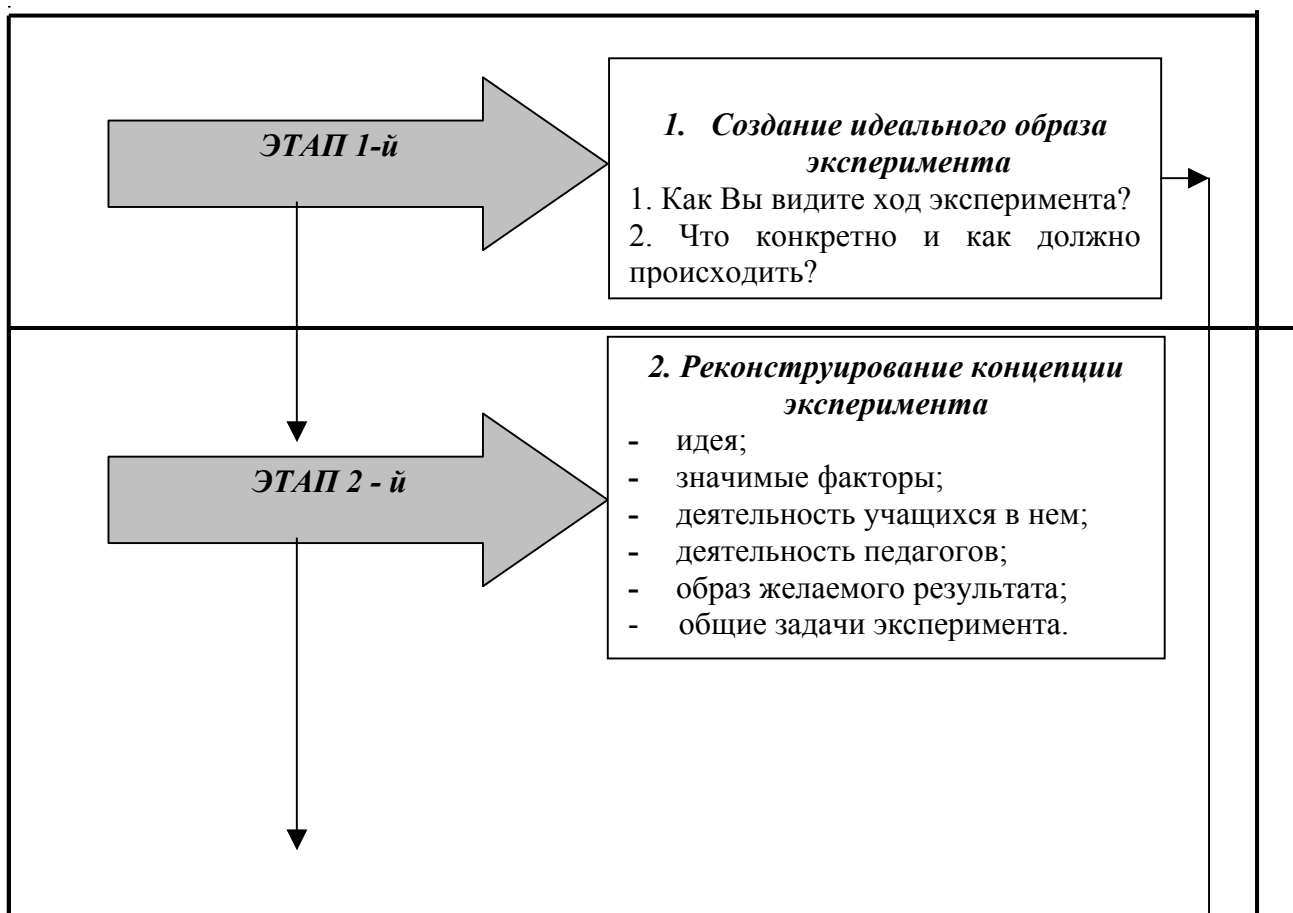 ЭТАП 1-й
1. Создание идеального образа
эксперимента
1. Как Вы видите ход эксперимента?
2. Что конкретно и как должно
происходить?
ЭТАП 2 - й
2. Реконструирование концепции
эксперимента
- идея;
- значимые факторы;
- деятельность учащихся в нем;
- деятельность педагогов;
- образ желаемого результата;
- общие задачи эксперимента.